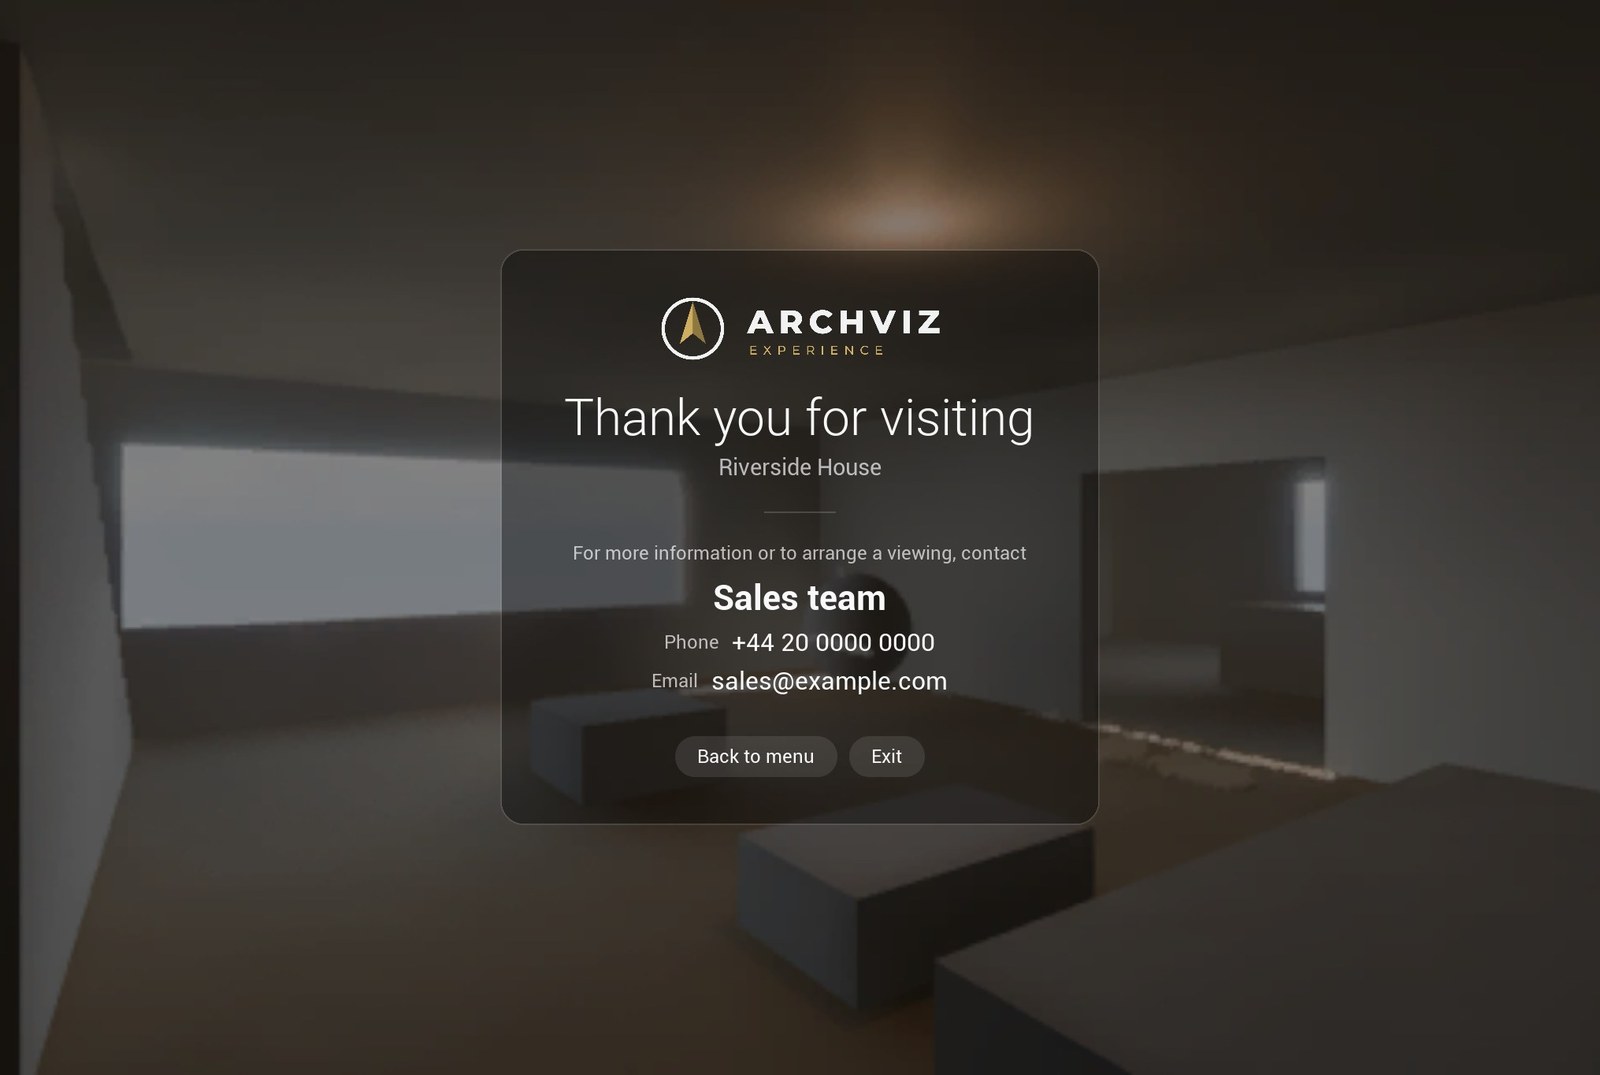 ARCHVIZ
EXPERIENCE
Thank you for visiting
Riverside House
For more information or to arrange a viewing, contact
Sales team
Phone +44 20 0000 0000
Email sales@example.com
Back to menu Exit